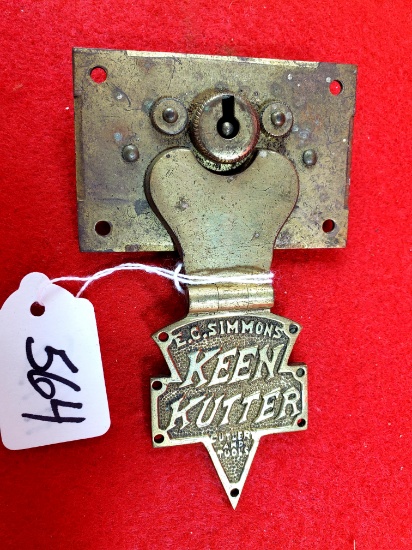 E.C. SIMMONS
KEEN
KUTTER
CUTLERY
AND
TOOLS
564